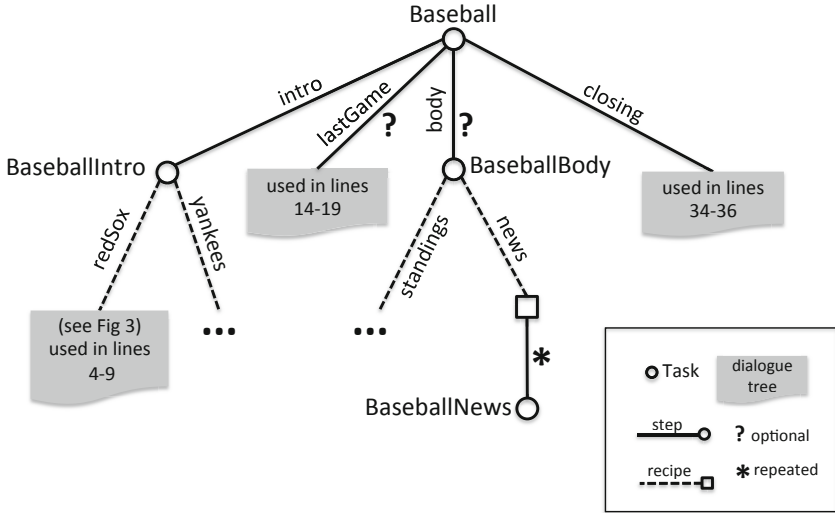 Baseball
intro
lastGame
?
body
?
closing
BaseballIntro
used in lines
14-19
BaseballBody
used in lines
34-36
redSox
yankees
standings
news
(see Fig 3)
used in lines
4-9
...
...
*
BaseballNews
Task
dialogue
tree
step
? optional
recipe
* repeated